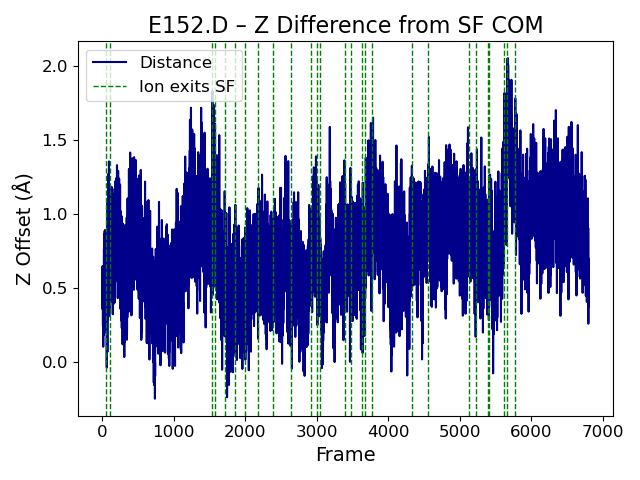 E152.D – Z Difference from SF COM
Distance
Ion exits SF
Z Offset (Å)
2.0
1.5
1.0
0.5
0.0
0 1000 2000 3000 4000 5000 6000 7000
Frame